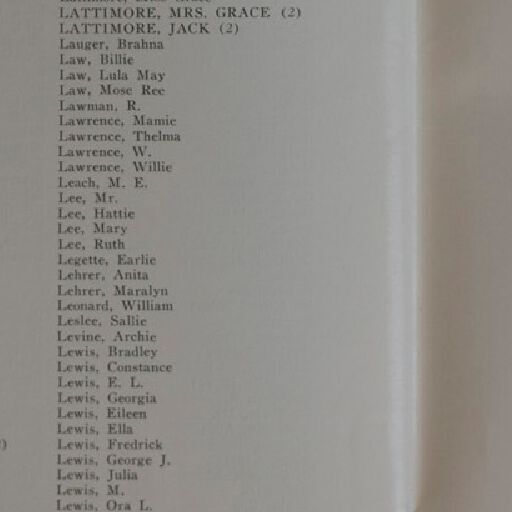 LATTIMORE, MRS. GRACE (2)
LATTIMORE, JACK (2)
Lauger, Brahna
Law, Billie
Law, Lula May
Law, Mose Ree
Lawman, R.
Lawrence, Mamie
Lawrence, Thelma
Lawrence, W.
Lawrence, Willie
Leach, M. E.
Lee, Mr.
Lee, Hattie
Lee, Mary
Lee, Ruth
Legette, Earlie
Lehrer, Anita
Lehrer, Maralyn
Leonard, William
Leslee, Sallie
Levine, Archie
Lewis, Bradley
Lewis, Constance
Lewis, E. L.
Lewis, Georgia
Lewis, Eileen
Lewis, Ella
Lewis, Fredrick
Lewis, George J.
Lewis, Julia
Lewis, M.
Lewis, Ora L.